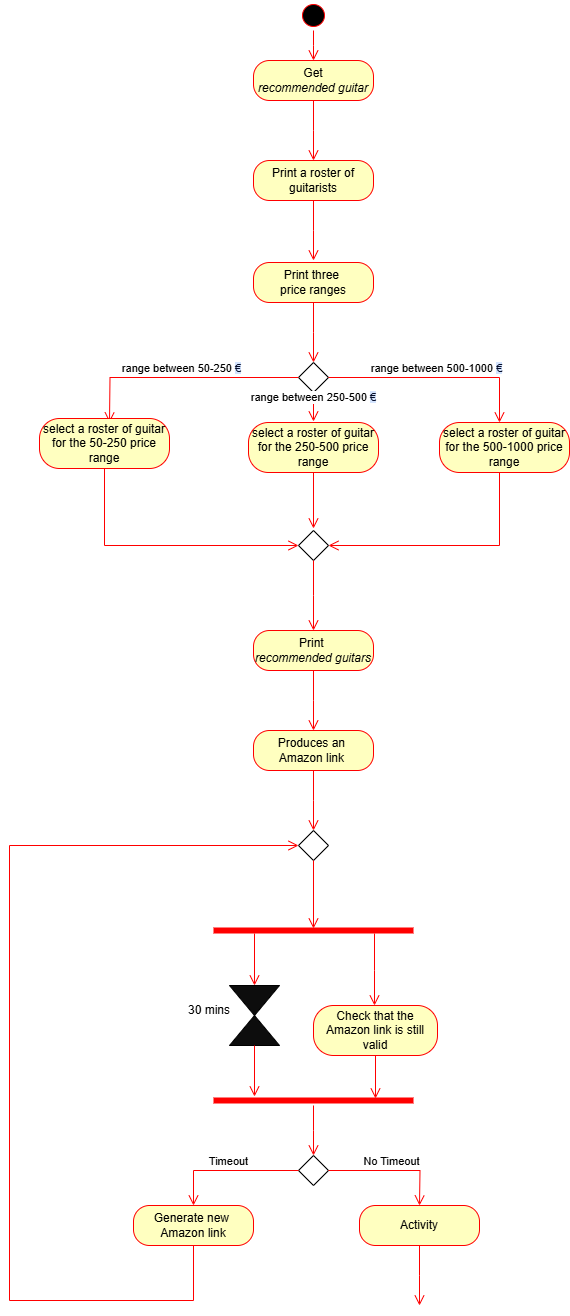 Get
recommended guitar
Print a roster of
guitarists
Print three
price ranges
range between 50-250 €
range between 500-1000 €
range between 250-500 €
select a roster of guitar
for the 50-250 price
range
select a roster of guitar
for the 250-500 price
range
select a roster of guitar
for the 500-1000 price
range
Print
recommended guitars
Produces an
Amazon link
30 mins
Check that the
Amazon link is still
valid
Timeout
No Timeout
Generate new
Amazon link
Activity